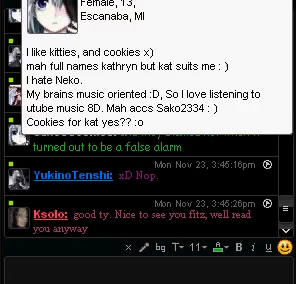 Female, 13,
Escanaba, MI
I like kitties, and cookies x)
mah full names kathryn but kat suits me : )
I hate Neko.
My brains music oriented :D, So I love listening to
utube music 8D. Mah accs Sako2334 : )
Cookies for kat yes?? :o
turned out to be a false alarm
Mon Nov 23, 3:45:16pm
YukinoTenshi: xD Nop.
Mon Nov 23, 3:45:26pm
Ksolo: good ty. Nice to see you fitz, well read
you anyway
bg T 11 A B i u